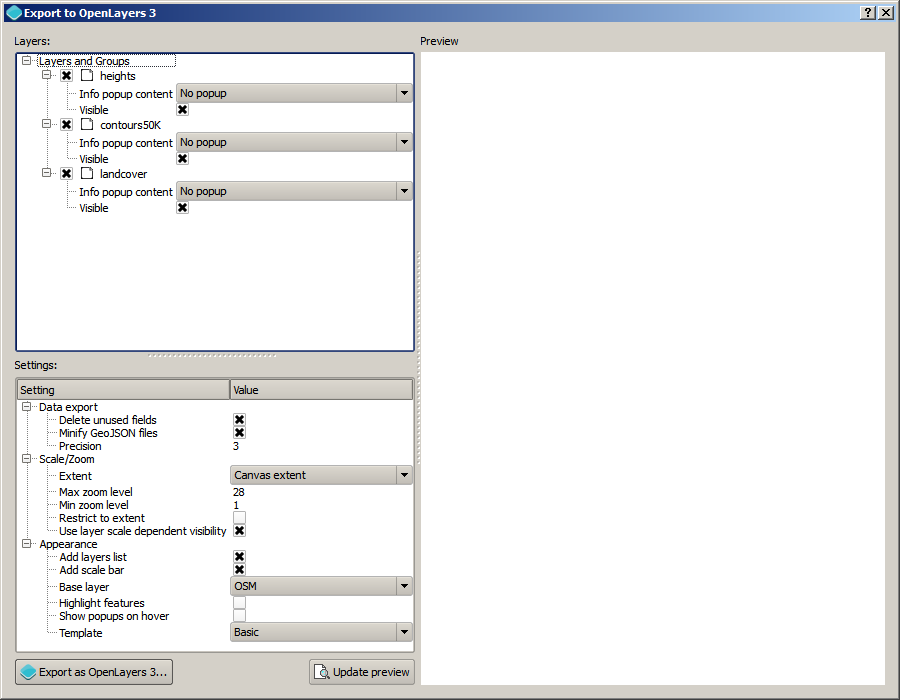 Export to OpenLayers 3
Layers:
Layers and Groups
heights
Info popup content No popup
Visible
contours50K
Info popup content No popup
Visible
landcover
Info popup content No popup
Visible
Settings:
Setting Value
Data export
Delete unused fields
Minify GeoJSON files
Precision 3
Scale/Zoom
Extent Canvas extent
Max zoom level 28
Min zoom level 1
Restrict to extent
Use layer scale dependent visibility
Appearance
Add layers list
Add scale bar
Base layer OSM
Highlight features
Show popups on hover
Template Basic
Export as OpenLayers 3... Update preview
Preview